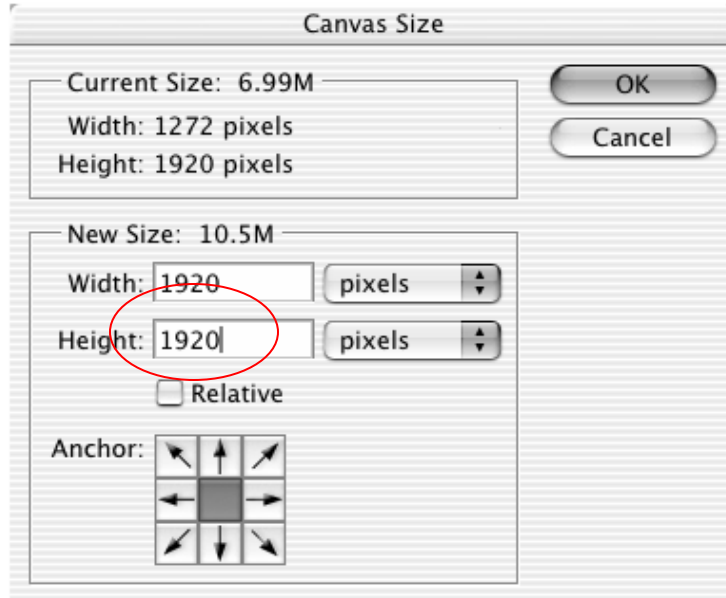 Canvas Size
Current Size: 6.99M
Width: 1272 pixels
Height: 1920 pixels
OK
Cancel
New Size: 10.5M
Width: 1920 pixels
Height: 1920 pixels
Relative
Anchor: